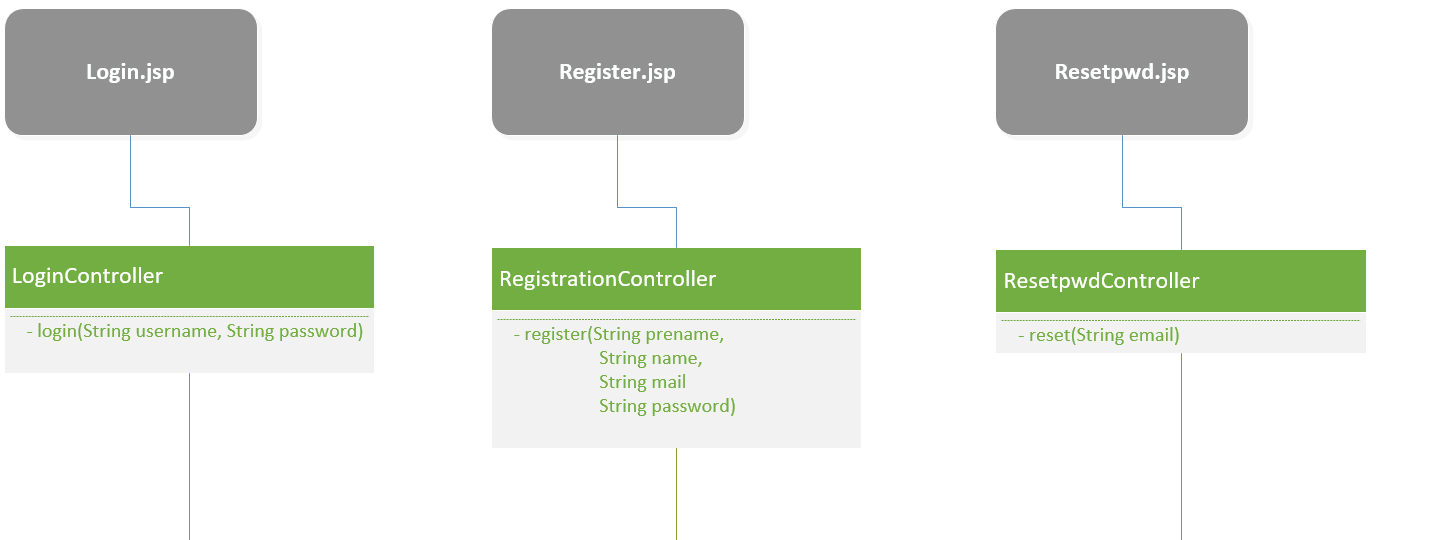 Login.jsp
Register.jsp
Resetpwd.jsp
LoginController
- login(String username, String password)
RegistrationController
- register(String prename,
String name,
String mail
String password)
ResetpwdController
- reset(String email)